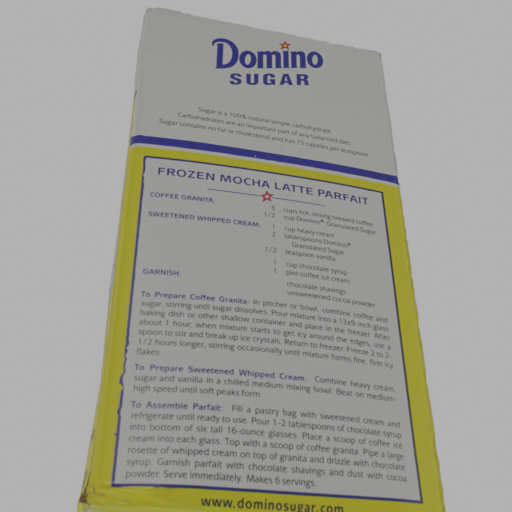 Domino
SUGAR
Sugar is a 100% natural simple carbohydrate.
Carbohydrates are an important part of any balanced diet.
Sugar contains no fat or cholesterol and has 15 calories per teaspoon.
FROZEN MOCHA LATTE PARFAIT
COFFEE GRANITA: 3 cups hot, strong brewed coffee
1/2 cup Domino® Granulated Sugar
SWEETENED WHIPPED CREAM: 1 cup heavy cream
2 tablespoons Domino®
Granulated Sugar
1/2 teaspoon vanilla
1 cup chocolate syrup
1 pint coffee ice cream
GARNISH: chocolate shavings
unsweetened cocoa powder
To Prepare Coffee Granita: In pitcher or bowl, combine coffee and
sugar, stirring until sugar dissolves. Pour mixture into a 13x9-inch glass
baking dish or other shallow container and place in the freezer. After
about 1 hour, when mixture starts to get icy around the edges, use a
spoon to stir and break up ice crystals. Return to freezer. Freeze 2 to 2-
1/2 hours longer, stirring occasionally until mixture forms fine, firm icy
flakes.
To Prepare Sweetened Whipped Cream: Combine heavy cream,
sugar and vanilla in a chilled medium mixing bowl. Beat on medium-
high speed until soft peaks form.
To Assemble Parfait: Fill a pastry bag with sweetened cream and
refrigerate until ready to use. Pour 1-2 tablespoons of chocolate syrup
into bottom of six tall 16-ounce glasses. Place a scoop of coffee ice
cream into each glass. Top with a scoop of coffee granita. Pipe a large
rosette of whipped cream on top of granita and drizzle with chocolate
syrup. Garnish parfait with chocolate shavings and dust with cocoa
powder. Serve immediately. Makes 6 servings.
www.dominosugar.com